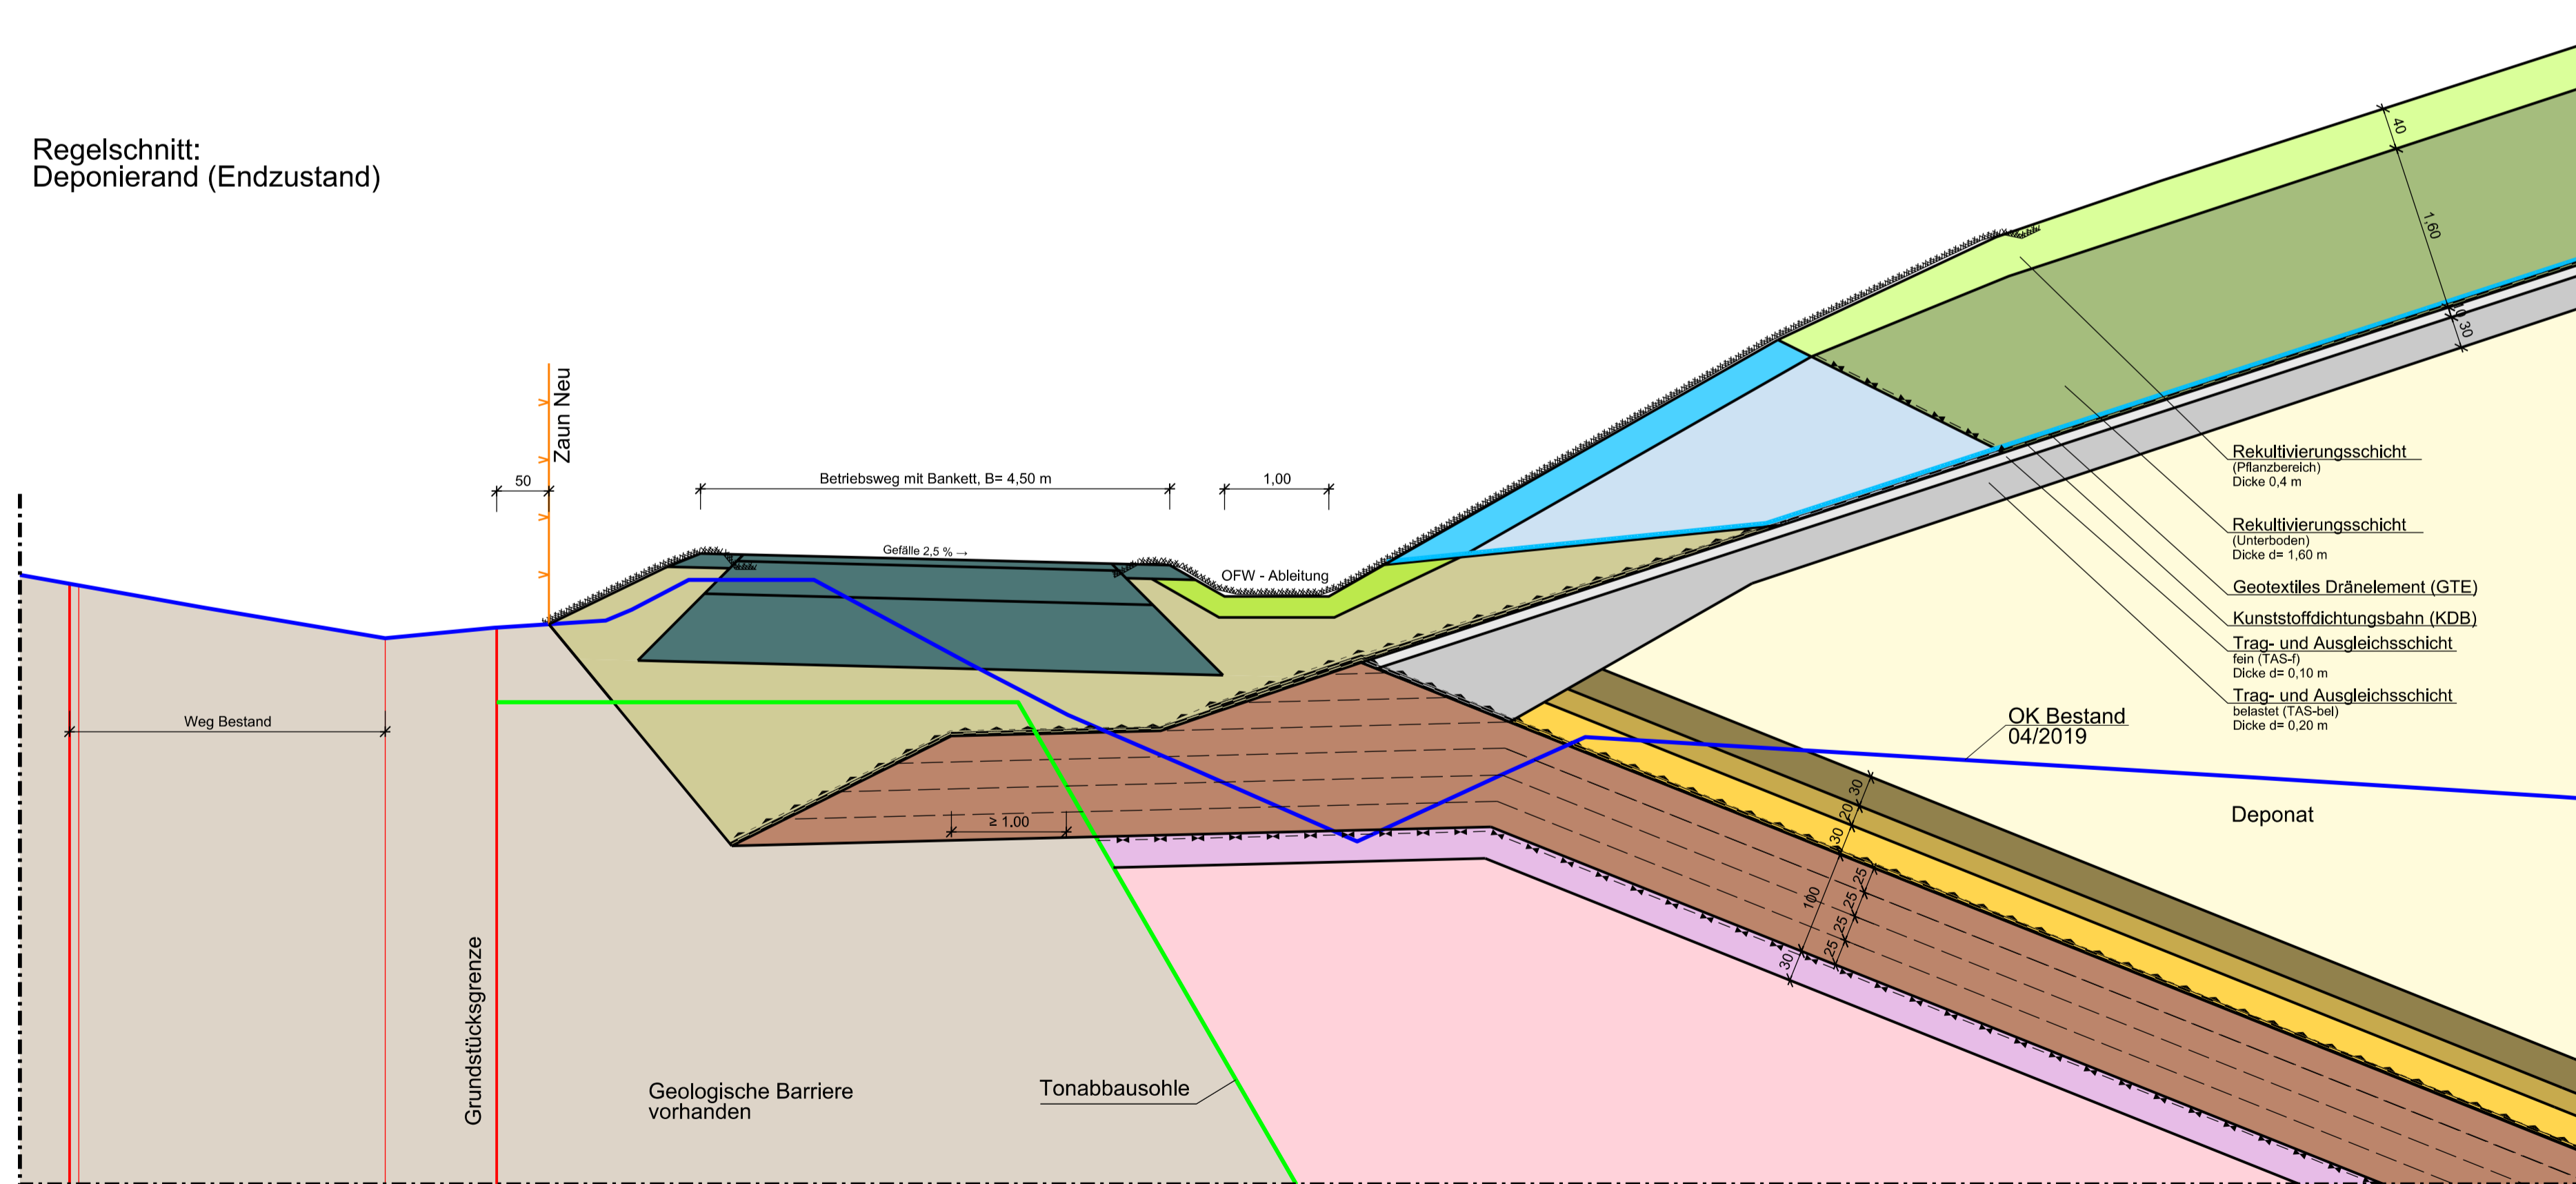 Regelschnitt:
Deponierand (Endzustand)
40
1,60
30
Zaun Neu
50
Betriebsweg mit Bankett, B= 4,50 m
1,00
Gefälle 2,5 % →
OFW - Ableitung
Rekultivierungsschicht
(Pflanzbereich)
Dicke 0,4 m
Rekultivierungsschicht
(Unterboden)
Dicke d= 1,60 m
Geotextiles Dränelement (GTE)
Kunststoffdichtungsbahn (KDB)
Trag- und Ausgleichsschicht
fein (TAS-f)
Dicke d= 0,10 m
Trag- und Ausgleichsschicht
belastet (TAS-bel)
Dicke d= 0,20 m
OK Bestand
04/2019
Weg Bestand
Deponat
≥ 1,00
30
20
30
100
25
25
25
25
30
Grundstücksgrenze
Geologische Barriere
vorhanden
Tonabbausohle